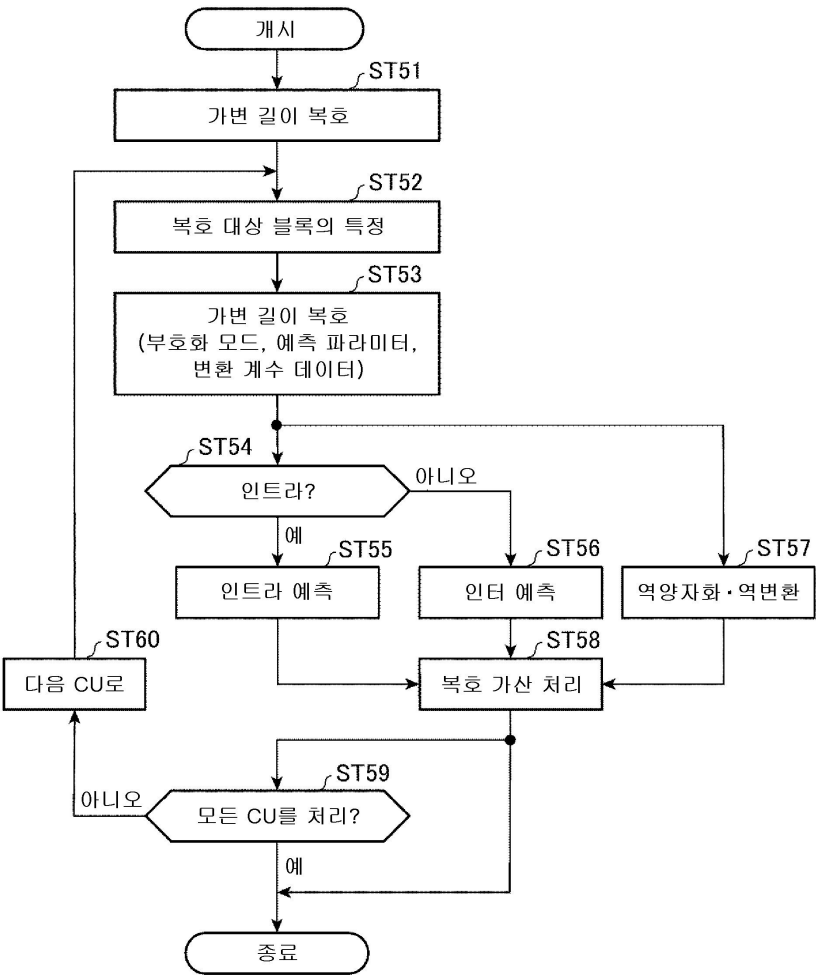 개시
ST51
가변 길이 복호
ST52
복호 대상 블록의 특정
ST53
가변 길이 복호
(부호화 모드, 예측 파라미터,
변환 계수 데이터)
ST54
인트라?
아니오
예
ST55
인트라 예측
ST56
인터 예측
ST57
역양자화·역변환
ST58
복호 가산 처리
ST60
다음 CU로
ST59
모든 CU를 처리?
아니오
예
종료